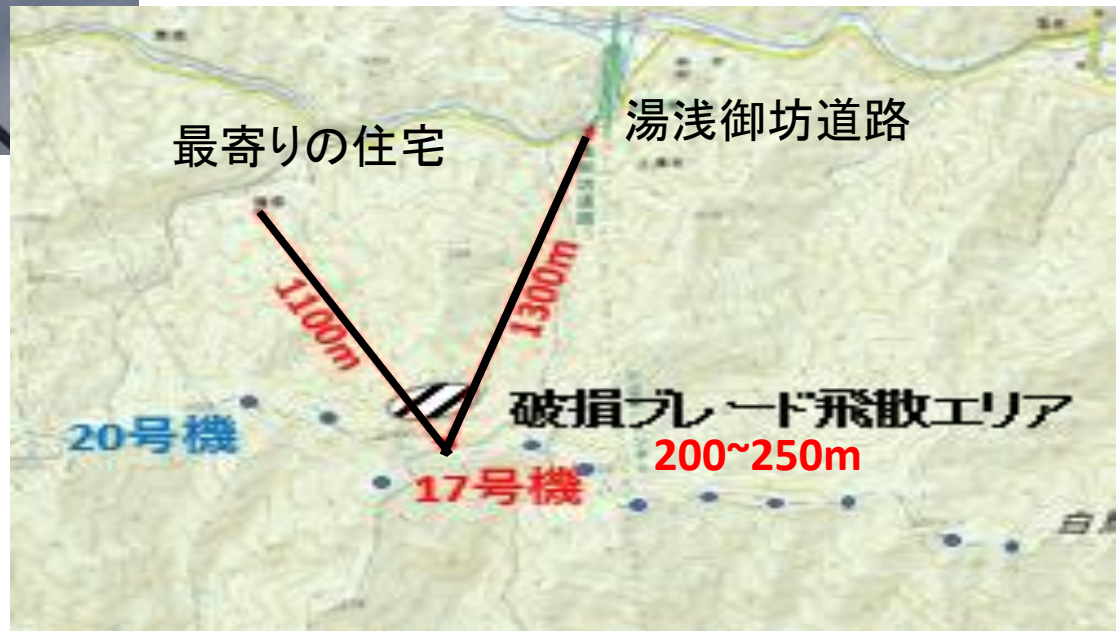 湯浅御坊道路
最寄りの住宅
1100m
1300m
破損ブレード飛散エリア
200~250m
20号機
17号機